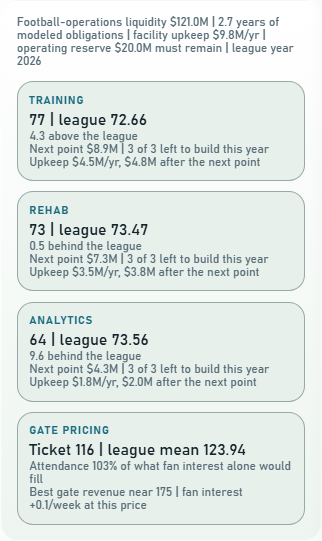 Football-operations liquidity $121.0M | 2.7 years of
modeled obligations | facility upkeep $9.8M/yr |
operating reserve $20.0M must remain | league year
2026
TRAINING
77 | league 72.66
4.3 above the league
Next point $8.9M | 3 of 3 left to build this year
Upkeep $4.5M/yr, $4.8M after the next point
REHAB
73 | league 73.47
0.5 behind the league
Next point $7.3M | 3 of 3 left to build this year
Upkeep $3.5M/yr, $3.8M after the next point
ANALYTICS
64 | league 73.56
9.6 behind the league
Next point $4.3M | 3 of 3 left to build this year
Upkeep $1.8M/yr, $2.0M after the next point
GATE PRICING
Ticket 116 | league mean 123.94
Attendance 103% of what fan interest alone would
fill
Best gate revenue near 175 | fan interest
+0.1/week at this price